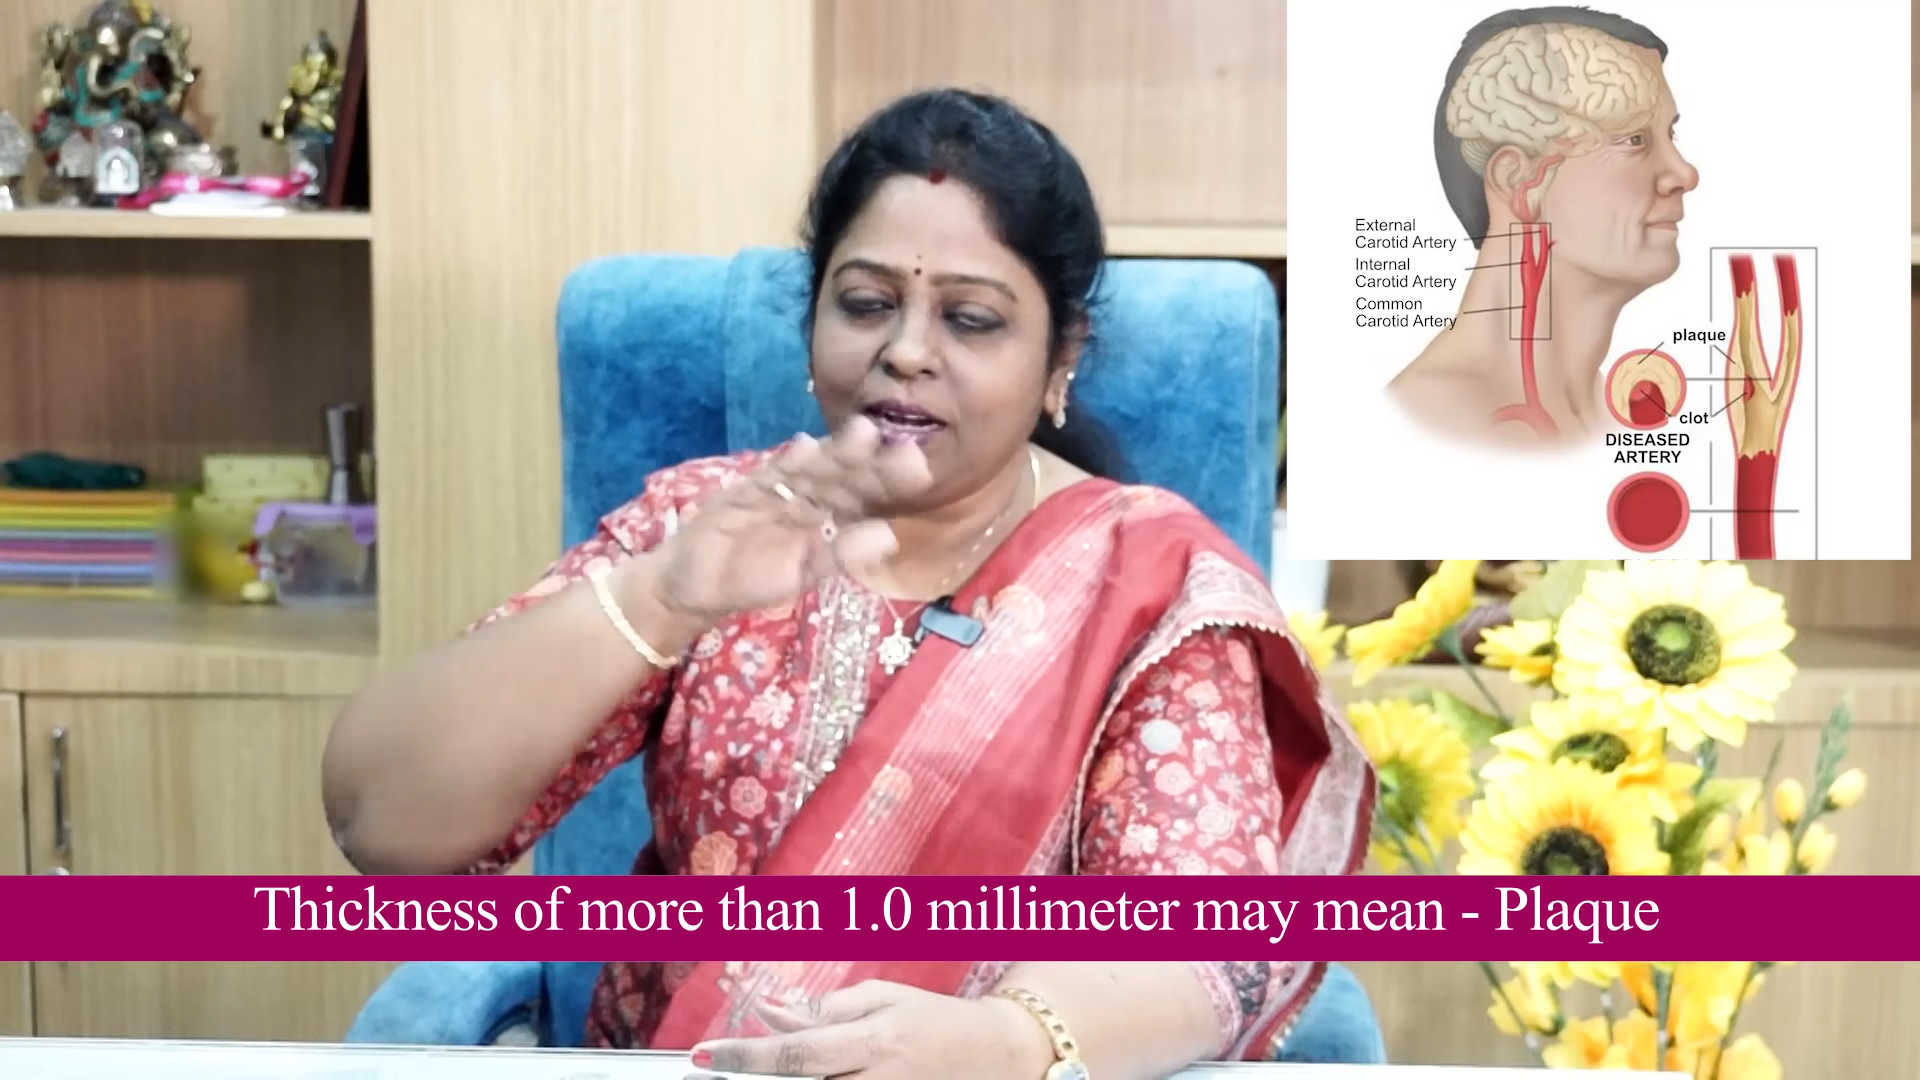 External
Carotid Artery
Internal
Carotid Artery
Common
Carotid Artery
plaque
clot
DISEASED
ARTERY
Thickness of more than 1.0 millimeter may mean - Plaque